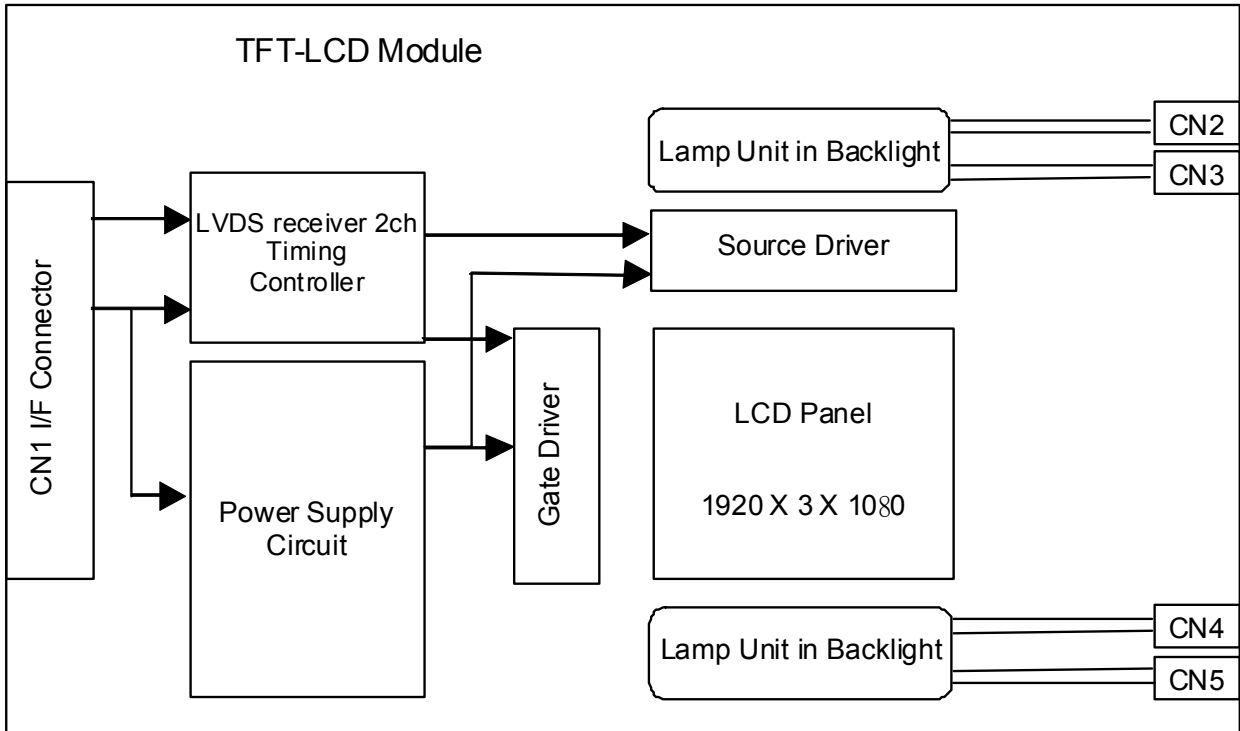 TFT-LCD Module
Lamp Unit in Backlight
CN2
CN3
CN1 I/F Connector
LVDS receiver 2ch
Timing
Controller
Source Driver
Power Supply
Circuit
Gate Driver
LCD Panel
1920 X 3 X 1080
Lamp Unit in Backlight
CN4
CN5